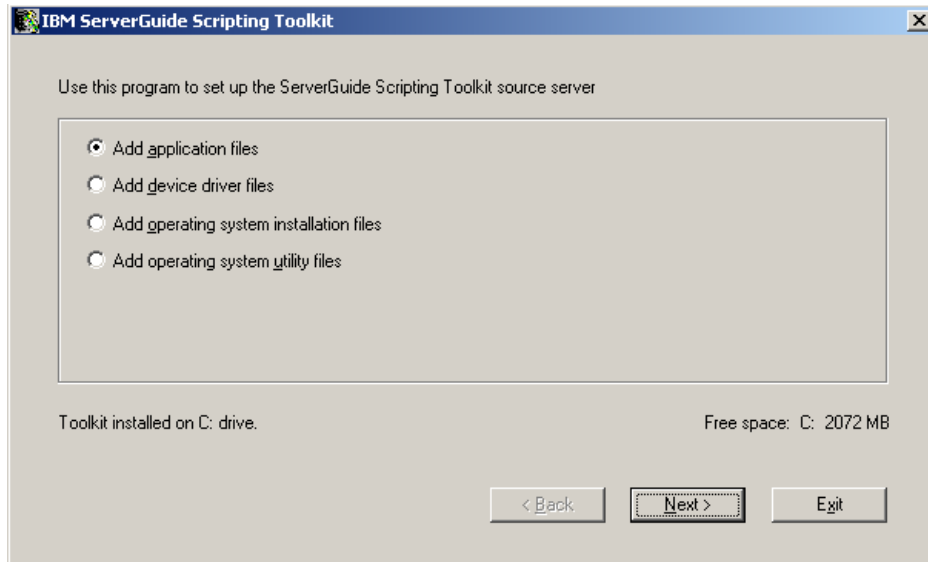 IBM ServerGuide Scripting Toolkit
Use this program to set up the ServerGuide Scripting Toolkit source server
Add application files
Add device driver files
Add operating system installation files
Add operating system utility files
Toolkit installed on C: drive.
Free space: C: 2072 MB
< Back
Next >
Exit